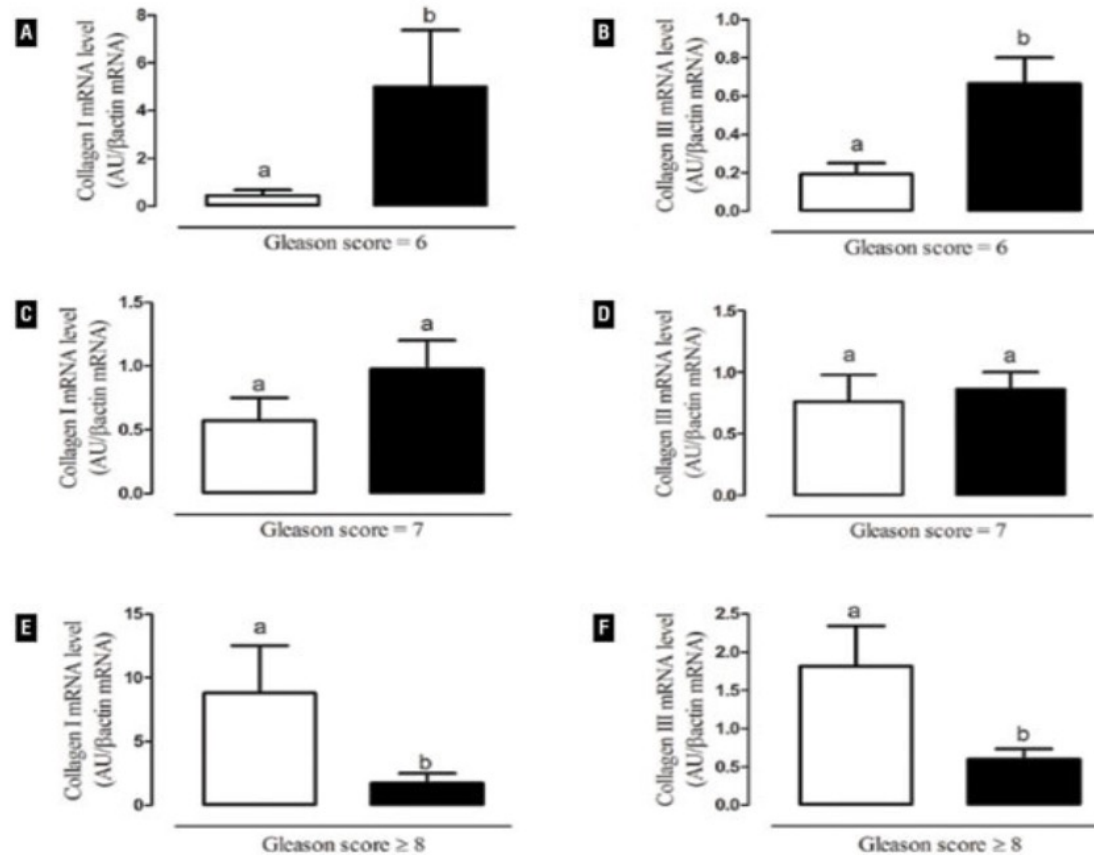 A
Collagen I mRNA level
(AU/βactin mRNA)
8
6
4
2
0
a
b
Gleason score = 6
B
Collagen III mRNA level
(AU/βactin mRNA)
1.0
0.8
0.6
0.4
0.2
0.0
a
b
Gleason score = 6
C
Collagen I mRNA level
(AU/βactin mRNA)
1.5
1.0
0.5
0.0
a
a
Gleason score = 7
D
Collagen III mRNA level
(AU/βactin mRNA)
1.5
1.0
0.5
0.0
a
a
Gleason score = 7
E
Collagen I mRNA level
(AU/βactin mRNA)
15
10
5
0
a
b
Gleason score ≥ 8
F
Collagen III mRNA level
(AU/βactin mRNA)
2.5
2.0
1.5
1.0
0.5
0.0
a
b
Gleason score ≥ 8